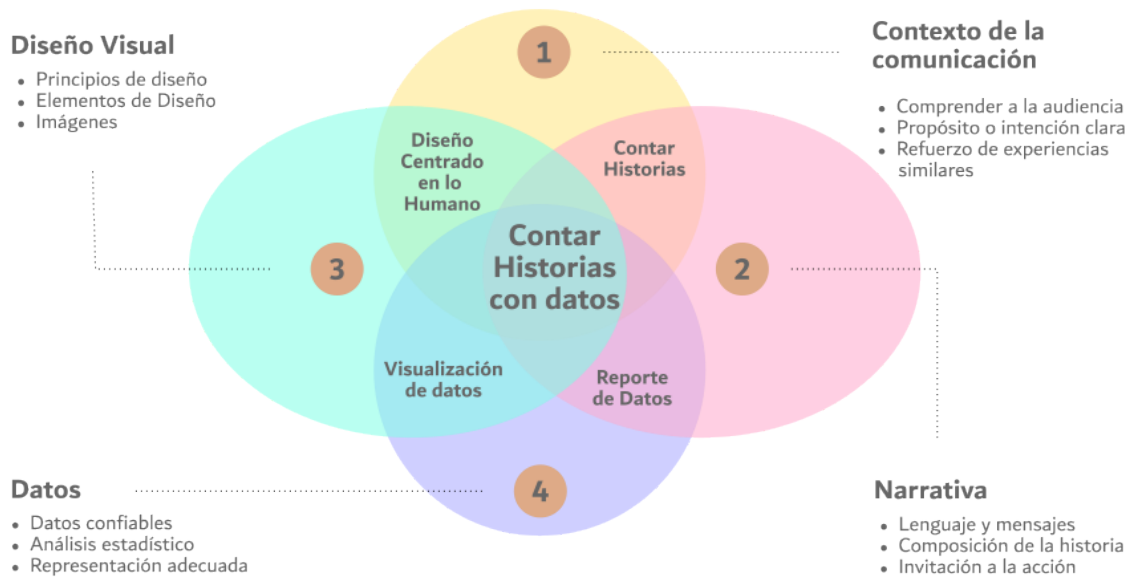 Diseño Visual
• Principios de diseño
• Elementos de Diseño
• Imágenes
1
Contexto de la
comunicación
• Comprender a la audiencia
• Propósito o intención clara
• Refuerzo de experiencias
similares
Diseño
Centrado
en lo
Humano
Contar
Historias
3
Contar
Historias
con datos
2
Visualización
de datos
Reporte
de Datos
Datos
• Datos confiables
• Análisis estadístico
• Representación adecuada
4
Narrativa
• Lenguaje y mensajes
• Composición de la historia
• Invitación a la acción